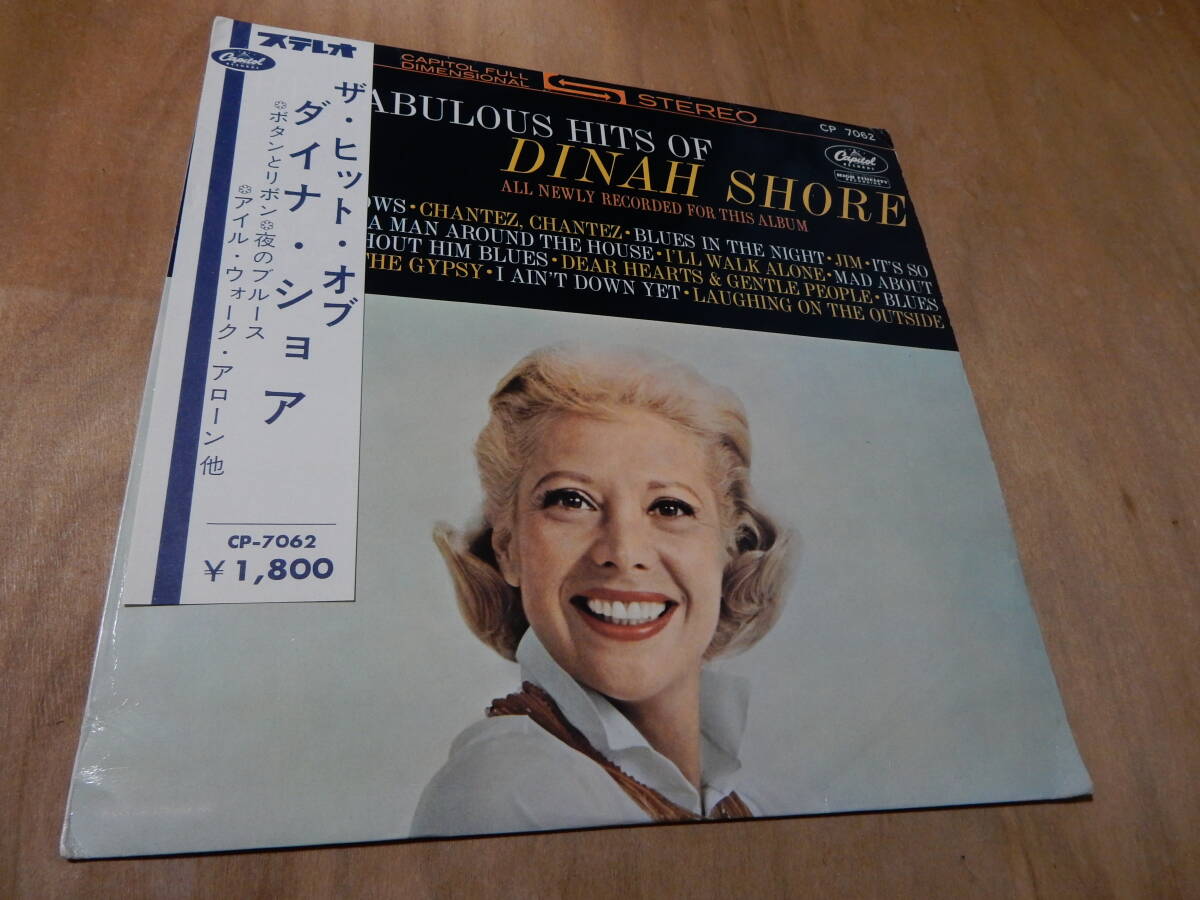 ステレオ
Capitol
RECORDS
ザ・ヒット・オブ
ダイナ・ショア
❊ボタンとリボン❊夜のブルース
❊アイル・ウォーク・アローン他
CP-7062
¥1,800
CAPITOL FULL
DIMENSIONAL
STEREO
CP 7062
Capitol
RECORDS
HIGH FIDELITY
ABULOUS HITS OF
DINAH SHORE
ALL NEWLY RECORDED FOR THIS ALBUM
OWS • CHANTEZ, CHANTEZ • BLUES IN THE NIGHT • JIM • IT'S SO
A MAN AROUND THE HOUSE • I'LL WALK ALONE • MAD ABOUT
HOUT HIM BLUES • DEAR HEARTS & GENTLE PEOPLE • BLUES
THE GYPSY • I AIN'T DOWN YET • LAUGHING ON THE OUTSIDE